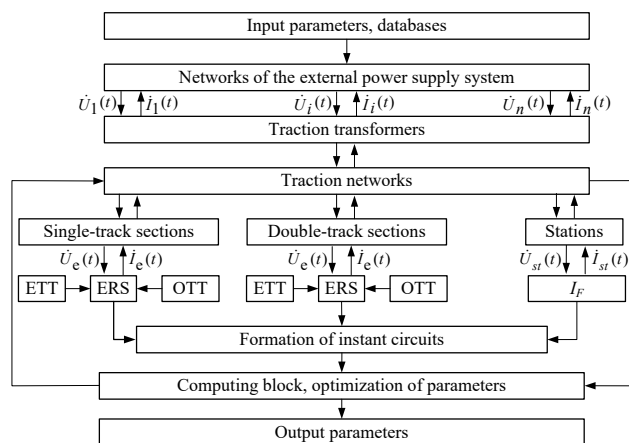 Input parameters, databases
Networks of the external power supply system
U̇1(t) İ1(t) U̇i(t) İi(t) U̇n(t) İn(t)
Traction transformers
Traction networks
Single-track sections Double-track sections Stations
U̇e(t) İe(t) U̇e(t) İe(t) U̇st(t) İst(t)
ETT ERS OTT ETT ERS OTT IF
Formation of instant circuits
Computing block, optimization of parameters
Output parameters